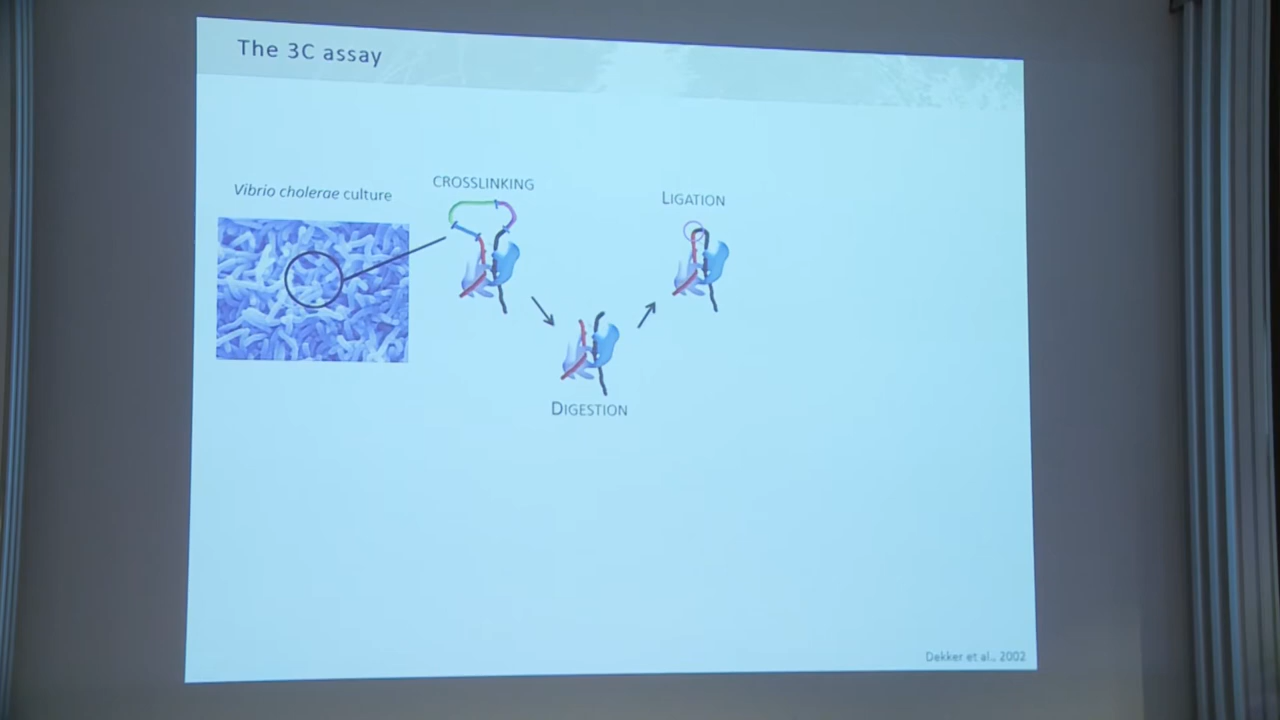 The 3C assay
Vibrio cholerae culture
CROSSLINKING
LIGATION
DIGESTION
Dekker et al., 2002